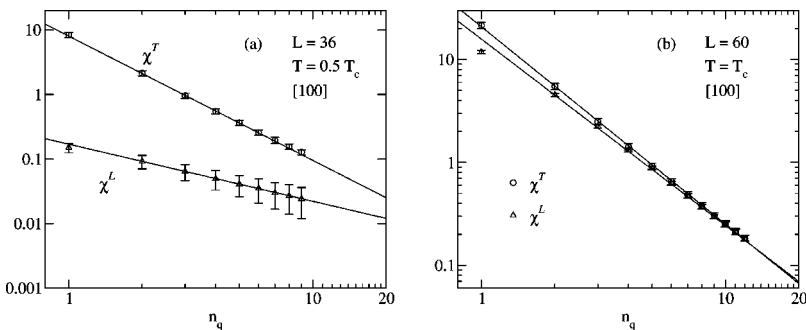 10
1
0.1
0.01
0.001
1
10
20
n_q
χ^T
χ^L
(a)
L = 36
T = 0.5 T_c
[100]
10
1
0.1
1
10
20
n_q
(b)
L = 60
T = T_c
[100]
χ^T
χ^L